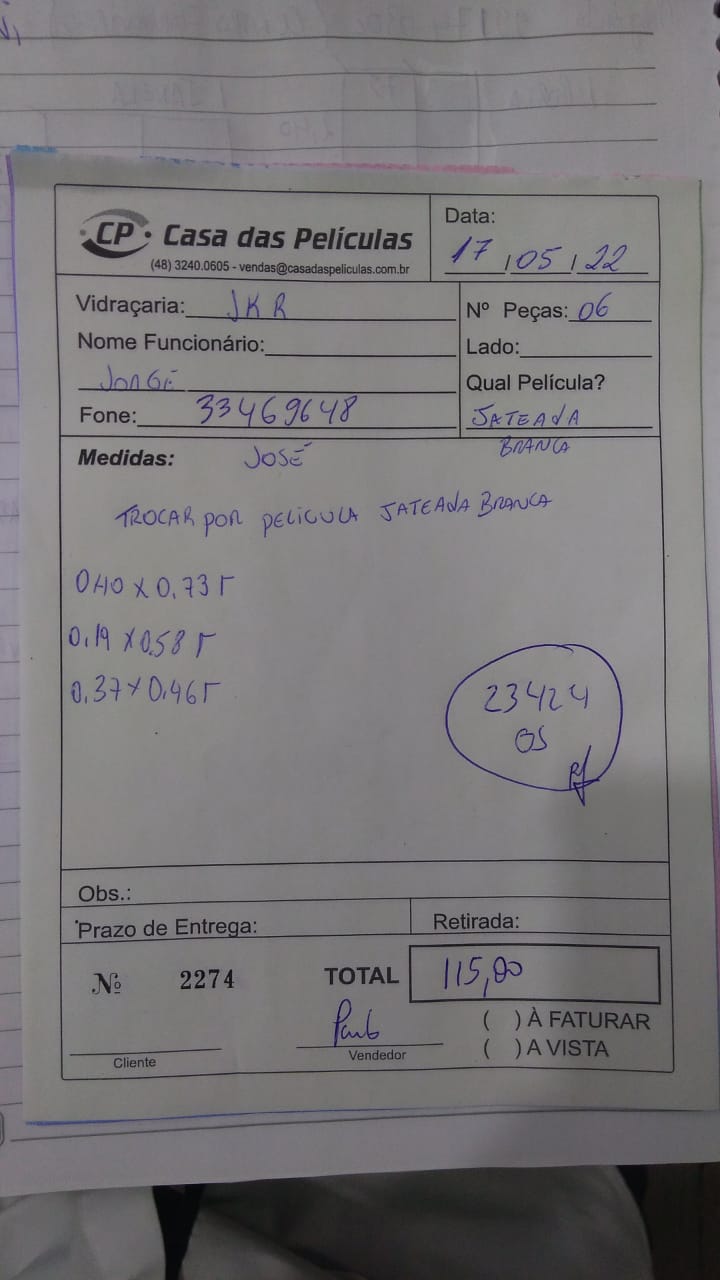 CP Casa das Películas
(48) 3240.0605 - vendas@casadaspeliculas.com.br
Data:
17/05/22
Vidraçaria: JKR
Nº Peças: 06
Nome Funcionário:
JORGE
Lado:
Fone: 33469648
Qual Película?
JATEADA
BRANCA
Medidas: JOSÉ
TROCAR POR PELICULA JATEADA BRANCA
0,40 x 0,73 Γ
0,19 x 0,58 Γ
0,37 x 0,46 Γ
23424
OS
Obs.:
Prazo de Entrega:
Retirada:
Nº 2274
TOTAL 115,00
( ) À FATURAR
( ) A VISTA
Cliente
Vendedor